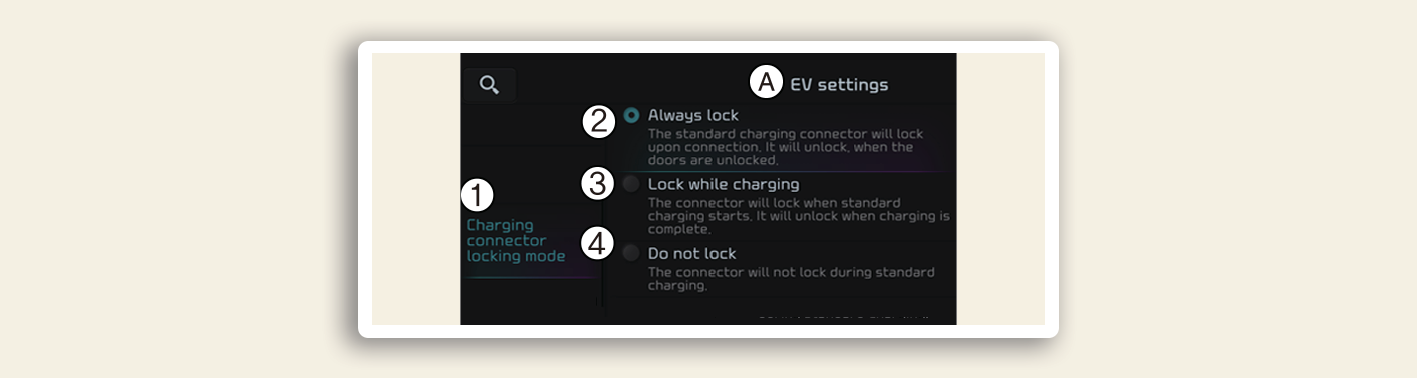 A EV settings
2 Always lock
The standard charging connector will lock
upon connection. It will unlock, when the
doors are unlocked.
3 Lock while charging
The connector will lock when standard
charging starts. It will unlock when charging is
complete.
1
Charging
connector
locking mode
4 Do not lock
The connector will not lock during standard
charging.